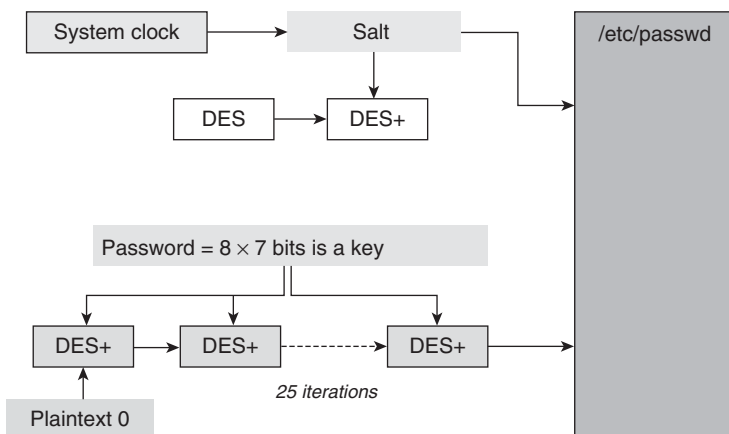 System clock
Salt
/etc/passwd
DES
DES+
Password = 8 × 7 bits is a key
DES+
DES+
DES+
25 iterations
Plaintext 0